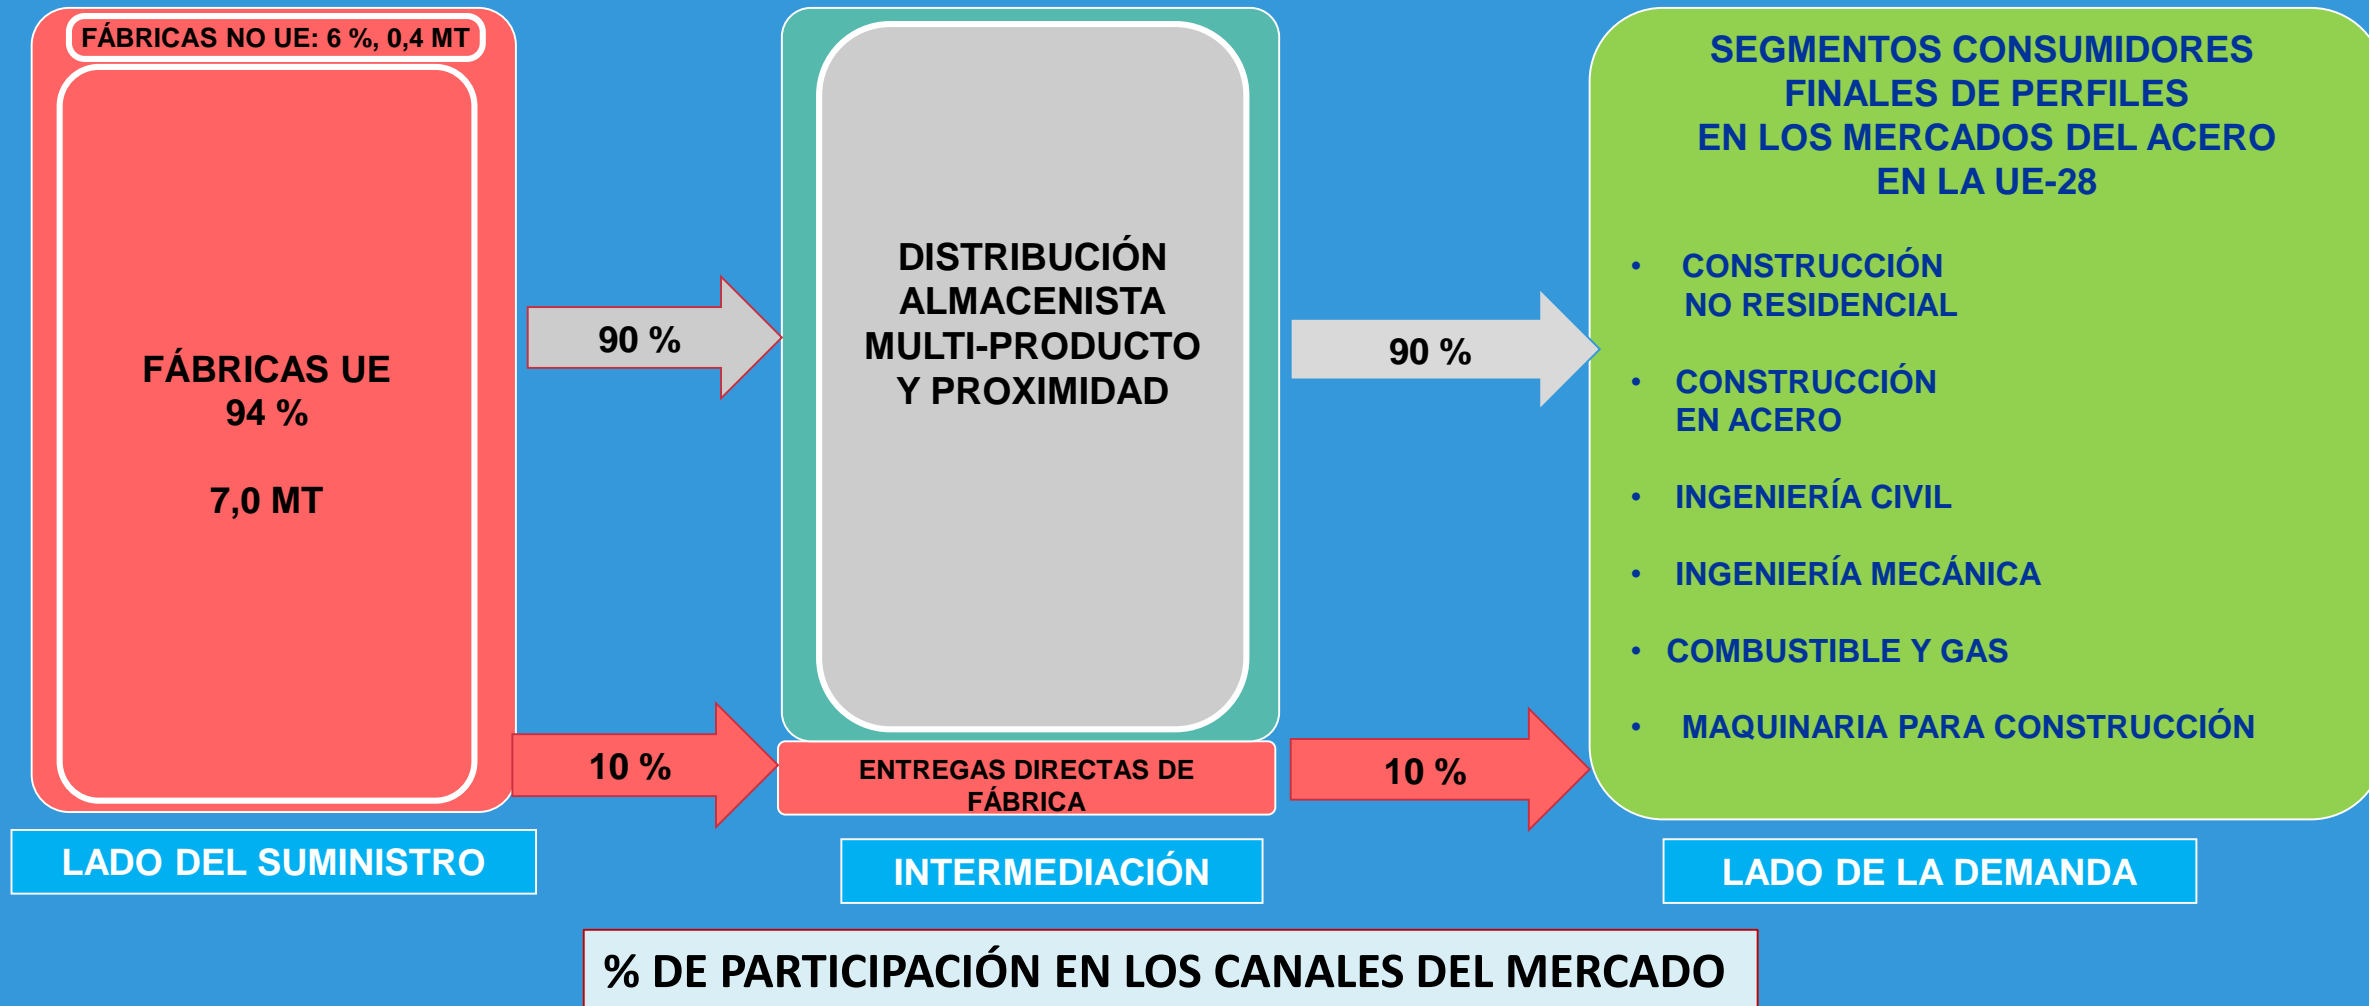 FÁBRICAS NO UE: 6 %, 0,4 MT
FÁBRICAS UE
94 %
7,0 MT
90 %
10 %
DISTRIBUCIÓN
ALMACENISTA
MULTI-PRODUCTO
Y PROXIMIDAD
ENTREGAS DIRECTAS DE
FÁBRICA
90 %
10 %
SEGMENTOS CONSUMIDORES
FINALES DE PERFILES
EN LOS MERCADOS DEL ACERO
EN LA UE-28
• CONSTRUCCIÓN
NO RESIDENCIAL
• CONSTRUCCIÓN
EN ACERO
• INGENIERÍA CIVIL
• INGENIERÍA MECÁNICA
• COMBUSTIBLE Y GAS
• MAQUINARIA PARA CONSTRUCCIÓN
LADO DEL SUMINISTRO
INTERMEDIACIÓN
LADO DE LA DEMANDA
% DE PARTICIPACIÓN EN LOS CANALES DEL MERCADO